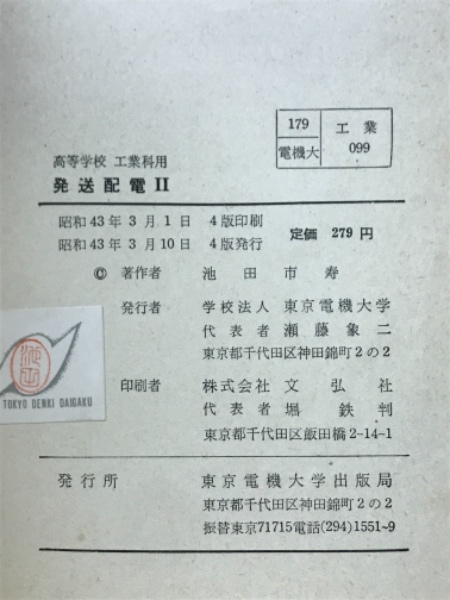 179 工業
電機大 099
高等学校 工業科用
発送配電II
昭和43年3月1日 4版印刷
昭和43年3月10日 4版発行
定価 279円
© 著作者 池田市寿
発行者 学校法人 東京電機大学
代表者 瀬藤象二
東京都千代田区神田錦町2の2
印刷者 株式会社 文弘社
代表者 堀鉄判
東京都千代田区飯田橋2-14-1
TOKYO DENKI DAIGAKU
発行所 東京電機大学出版局
東京都千代田区神田錦町2の2
振替東京71715電話(294)1551~9